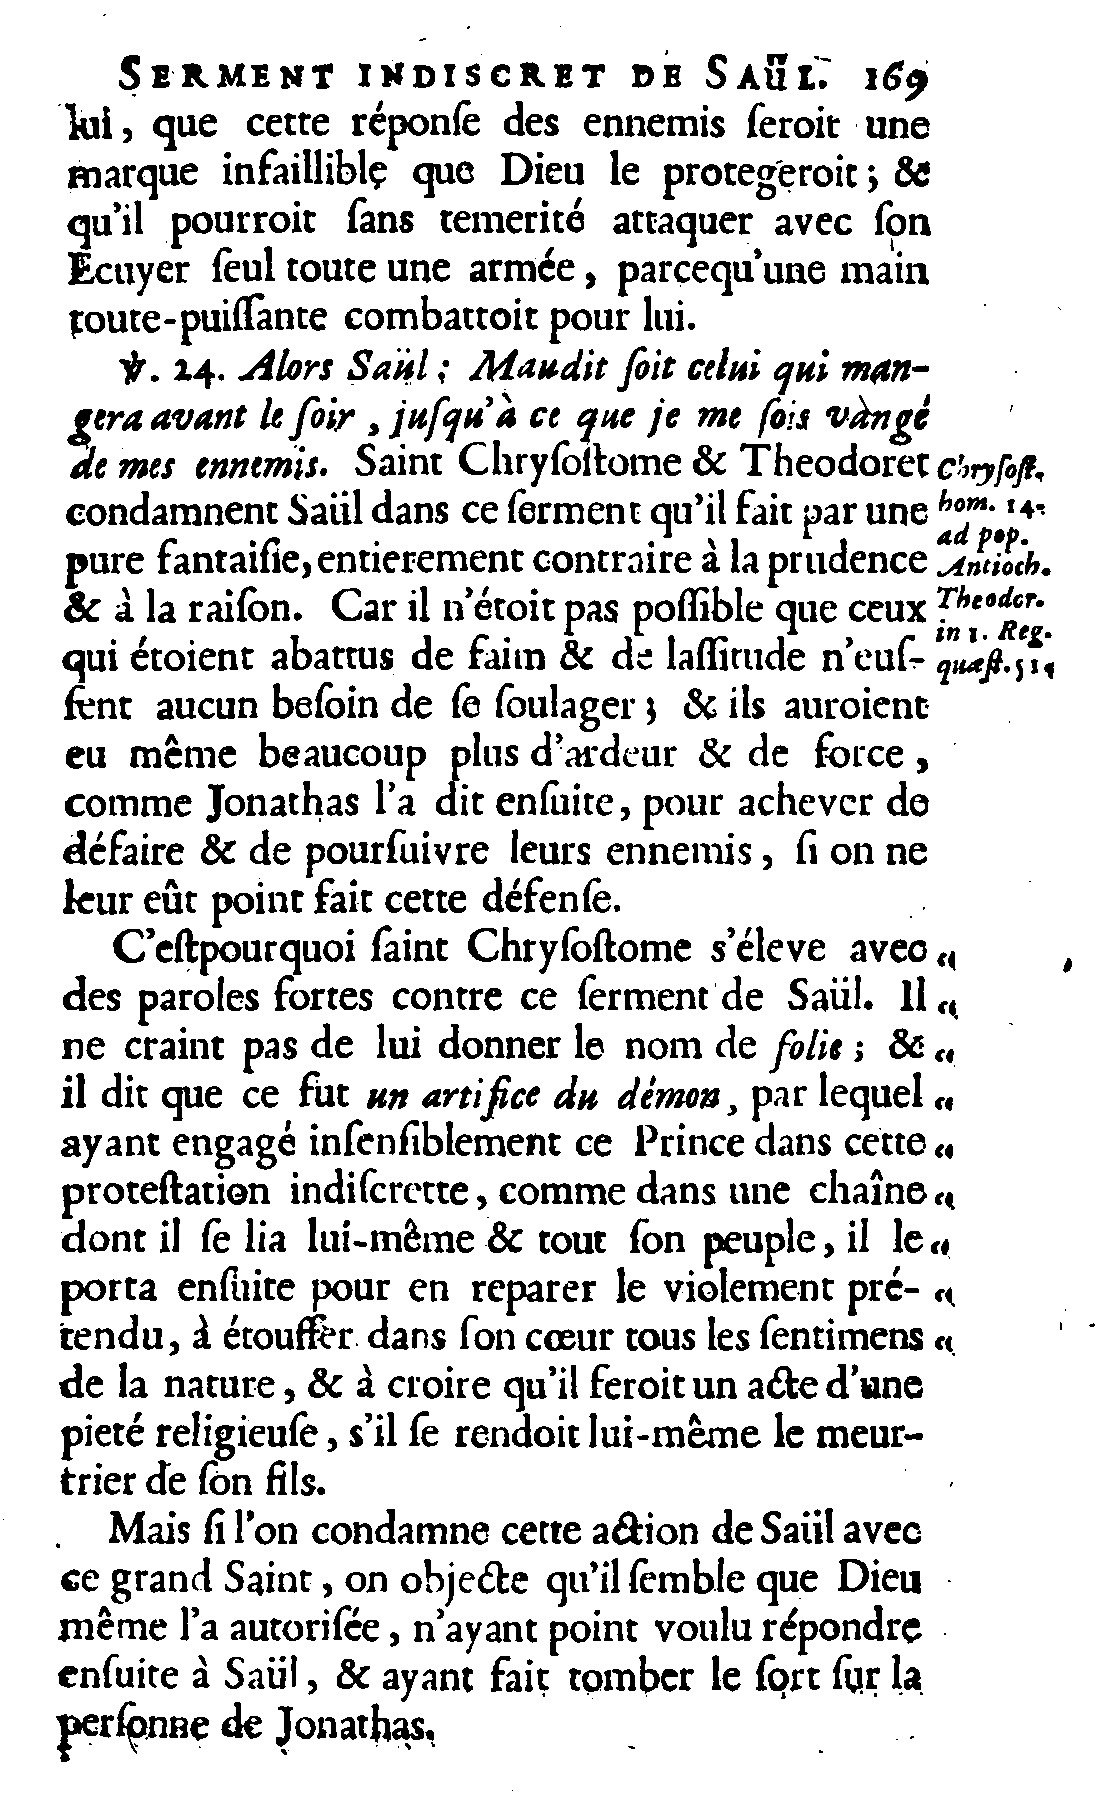 SERMENT INDISCRET DE SAÜL. 169
lui, que cette réponſe des ennemis ſeroit une
marque infaillible que Dieu le protegeroit; &
qu'il pourroit ſans temerité attaquer avec ſon
Ecuyer ſeul toute une armée, parcequ'une main
toute-puiſſante combattoit pour lui.
℣. 24. Alors Saül; Maudit ſoit celui qui man-
gera avant le ſoir, juſqu'à ce que je me ſois vangé
de mes ennemis. Saint Chryſoſtome & Theodoret
condamnent Saül dans ce ſerment qu'il fait par une
pure fantaiſie, entierement contraire à la prudence
& à la raiſon. Car il n'étoit pas poſſible que ceux
qui étoient abattus de faim & de laſſitude n'euſ-
ſent aucun beſoin de ſe ſoulager; & ils auroient
eu même beaucoup plus d'ardeur & de force,
comme Jonathas l'a dit enſuite, pour achever de
défaire & de pourſuivre leurs ennemis, ſi on ne
leur eût point fait cette défenſe.
Chryſoſt.
hom. 14.
ad pop.
Antioch.
Theodor.
in 1. Reg.
quæſt. 51.
C'eſtpourquoi ſaint Chryſoſtome s'éleve avec “
des paroles fortes contre ce ſerment de Saül. Il “
ne craint pas de lui donner le nom de folie; & “
il dit que ce fut un artifice du démon, par lequel “
ayant engagé inſenſiblement ce Prince dans cette “
proteſtation indiſcrette, comme dans une chaîne “
dont il ſe lia lui-même & tout ſon peuple, il le “
porta enſuite pour en reparer le violement pré- “
tendu, à étouffer dans ſon cœur tous les ſentimens “
de la nature, & à croire qu'il feroit un acte d'une
pieté religieuſe, s'il ſe rendoit lui-même le meur-
trier de ſon fils.
Mais ſi l'on condamne cette action de Saül avec
ce grand Saint, on objecte qu'il ſemble que Dieu
même l'a autoriſée, n'ayant point voulu répondre
enſuite à Saül, & ayant fait tomber le ſort ſur la
perſonne de Jonathas.